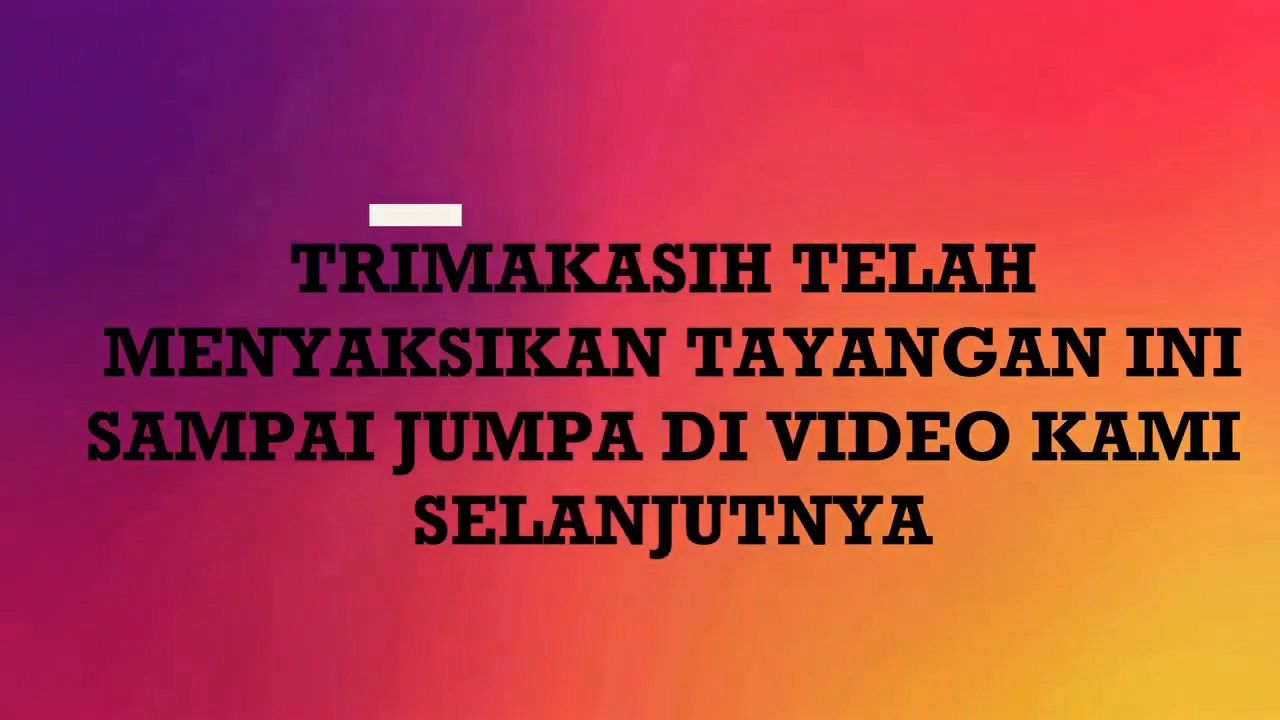 TRIMAKASIH TELAH
MENYAKSIKAN TAYANGAN INI
SAMPAI JUMPA DI VIDEO KAMI
SELANJUTNYA